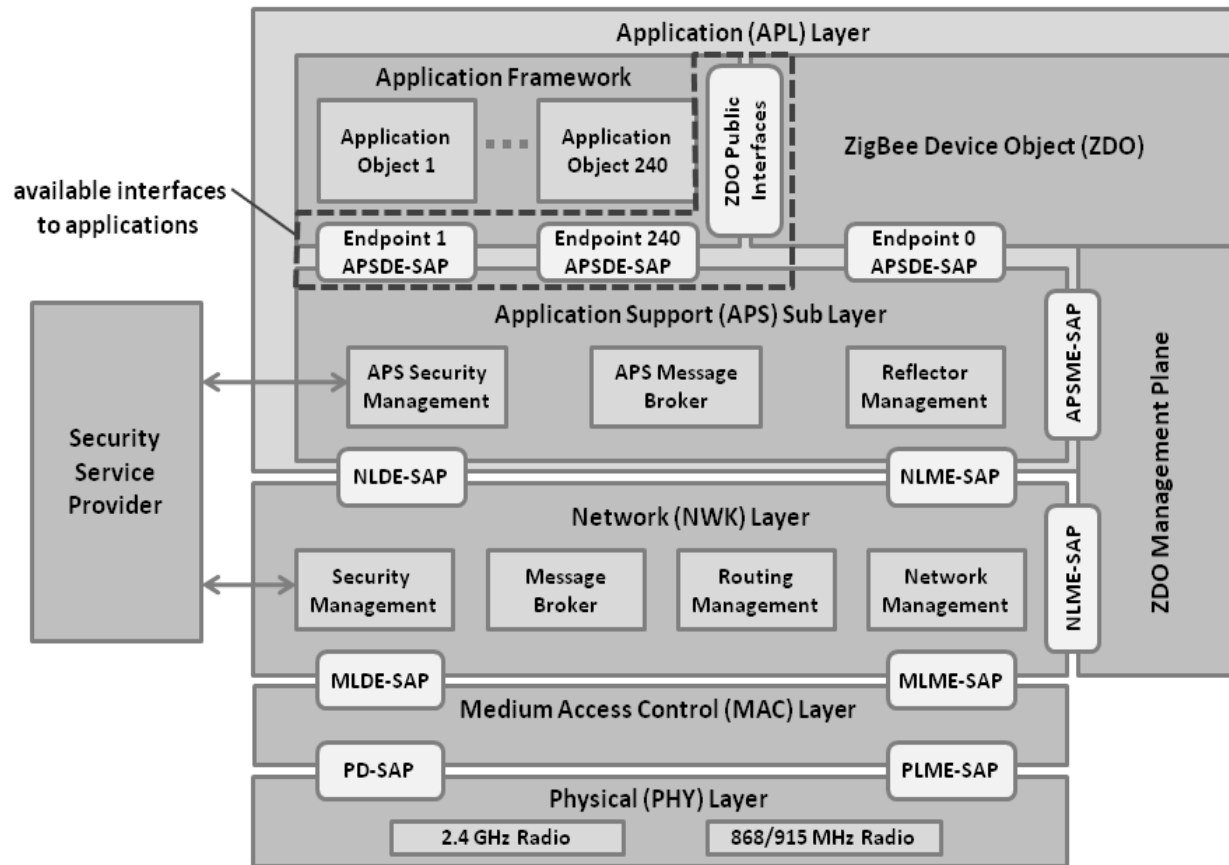 Application (APL) Layer
Application Framework
Application
Object 1
Application
Object 240
ZDO Public
Interfaces
ZigBee Device Object (ZDO)
available interfaces
to applications
Endpoint 1
APSDE-SAP
Endpoint 240
APSDE-SAP
Endpoint 0
APSDE-SAP
Application Support (APS) Sub Layer
APS Security
Management
APS Message
Broker
Reflector
Management
APSME-SAP
ZDO Management Plane
Security
Service
Provider
NLDE-SAP
NLME-SAP
Network (NWK) Layer
Security
Management
Message
Broker
Routing
Management
Network
Management
NLME-SAP
MLDE-SAP
MLME-SAP
Medium Access Control (MAC) Layer
PD-SAP
PLME-SAP
Physical (PHY) Layer
2.4 GHz Radio
868/915 MHz Radio